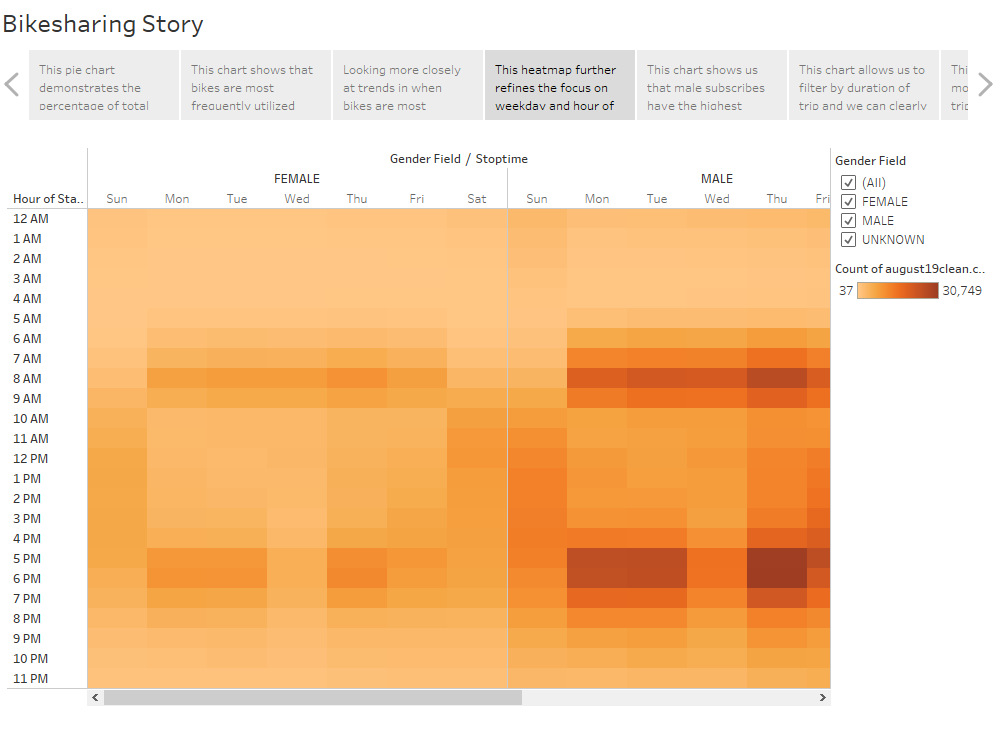 Bikesharing Story
This pie chart
demonstrates the
percentage of total
This chart shows that
bikes are most
frequently utilized
Looking more closely
at trends in when
bikes are most
This heatmap further
refines the focus on
weekday and hour of
This chart shows us
that male subscribes
have the highest
This chart allows us to
filter by duration of
trip and we can clearly
Thi
mo
trip
Gender Field / Stoptime
FEMALE MALE
Hour of Sta.. Sun Mon Tue Wed Thu Fri Sat Sun Mon Tue Wed Thu Fri
12 AM
1 AM
2 AM
3 AM
4 AM
5 AM
6 AM
7 AM
8 AM
9 AM
10 AM
11 AM
12 PM
1 PM
2 PM
3 PM
4 PM
5 PM
6 PM
7 PM
8 PM
9 PM
10 PM
11 PM
Gender Field
(All)
FEMALE
MALE
UNKNOWN
Count of august19clean.c..
37 30,749